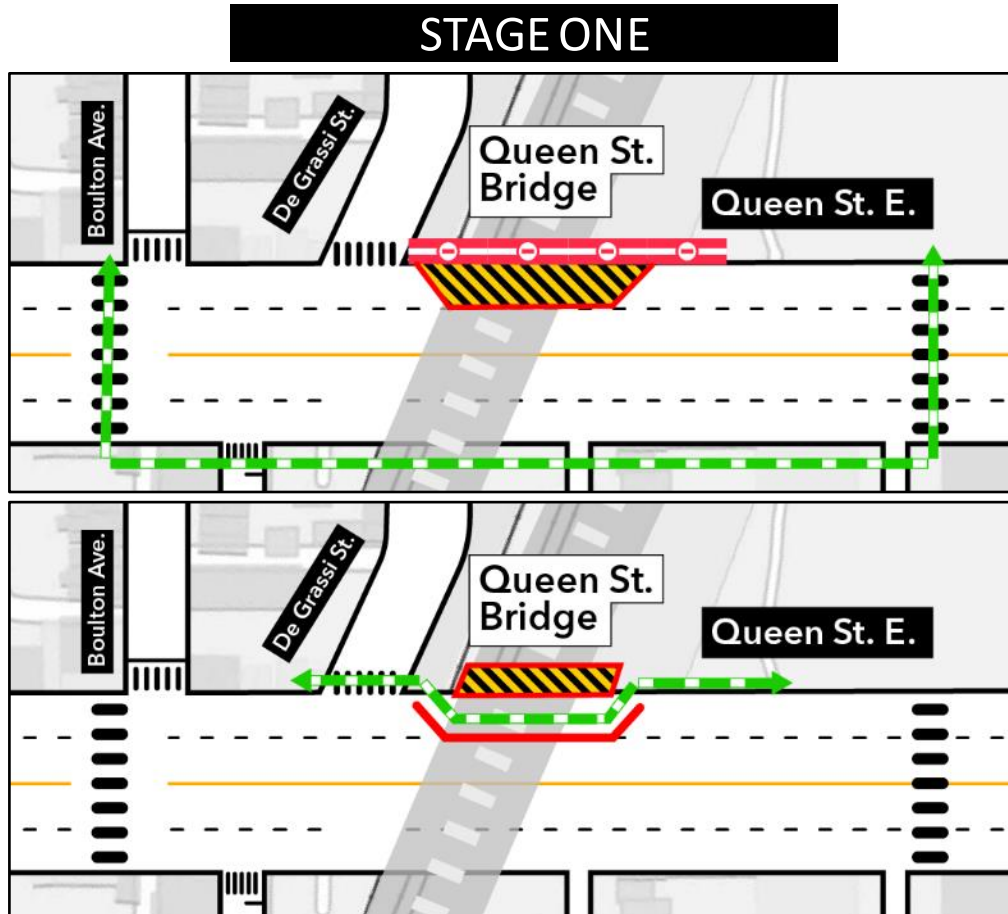 STAGE ONE
Boulton Ave.
De Grassi St.
Queen St.
Bridge
Queen St. E.
Boulton Ave.
De Grassi St.
Queen St.
Bridge
Queen St. E.